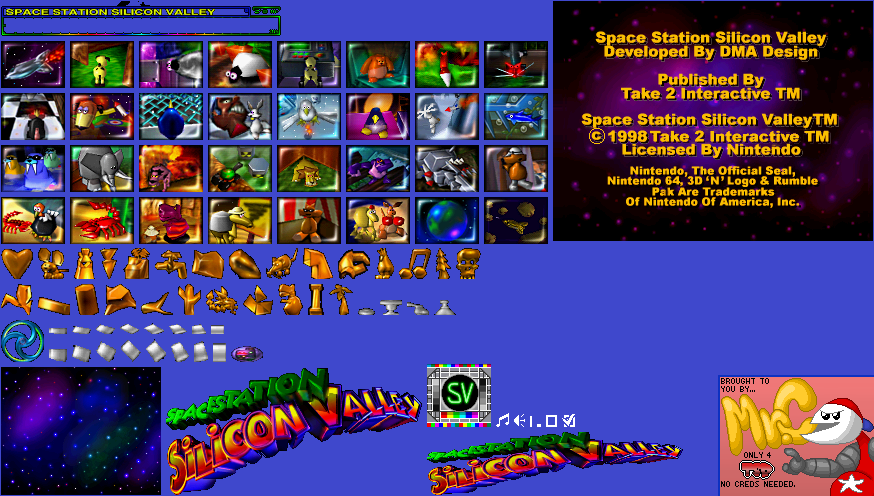 SPACE STATION SILICON VALLEY
Space Station Silicon Valley
Developed By DMA Design
Published By
Take 2 Interactive TM
Space Station Silicon ValleyTM
©1998 Take 2 Interactive TM
Licensed By Nintendo
Nintendo, The Official Seal,
Nintendo 64, 3D 'N' Logo & Rumble
Pak Are Trademarks
Of Nintendo Of America, Inc.
SPACESTATION
SILICON VALLEY
SV
SPACESTATION
SILICON VALLEY
BROUGHT TO
YOU BY...
Mr. C
ONLY 4
NO CREDS NEEDED.